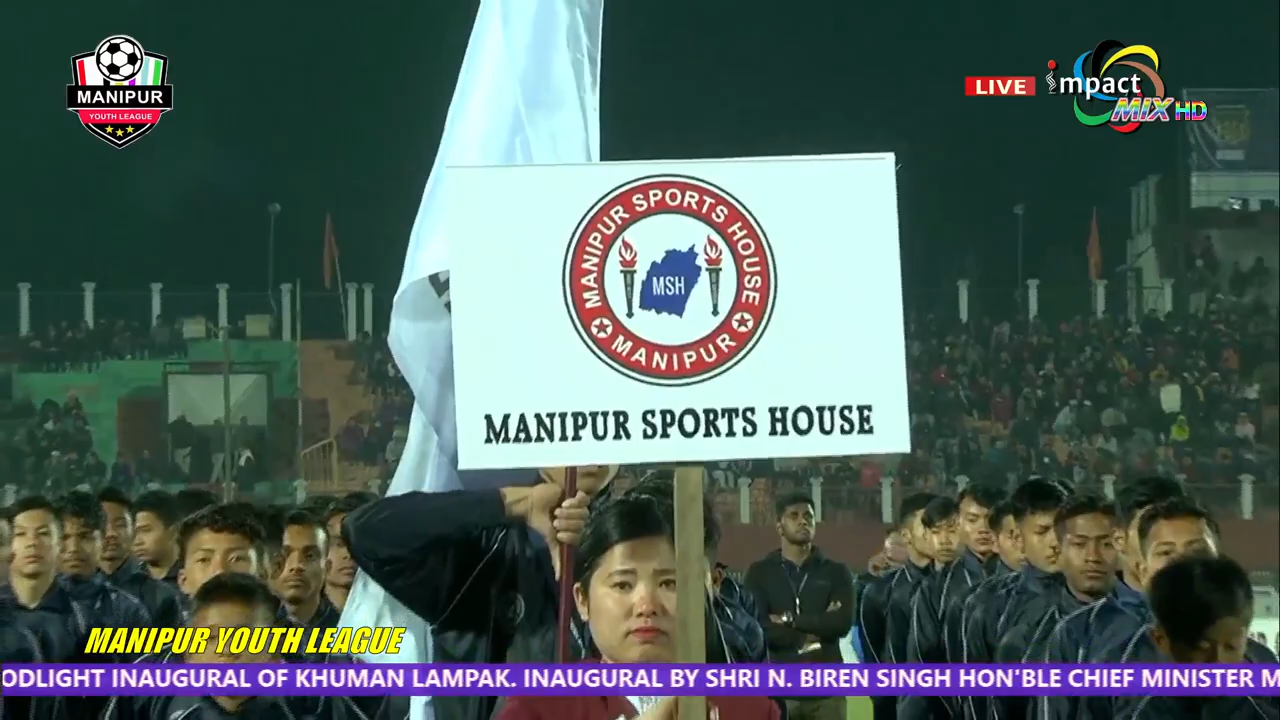 MANIPUR
YOUTH LEAGUE
LIVE
impact
MIX HD
MANIPUR SPORTS HOUSE
MSH
MANIPUR
MANIPUR SPORTS HOUSE
MANIPUR YOUTH LEAGUE
ODLIGHT INAUGURAL OF KHUMAN LAMPAK. INAUGURAL BY SHRI N. BIREN SINGH HON'BLE CHIEF MINISTER M